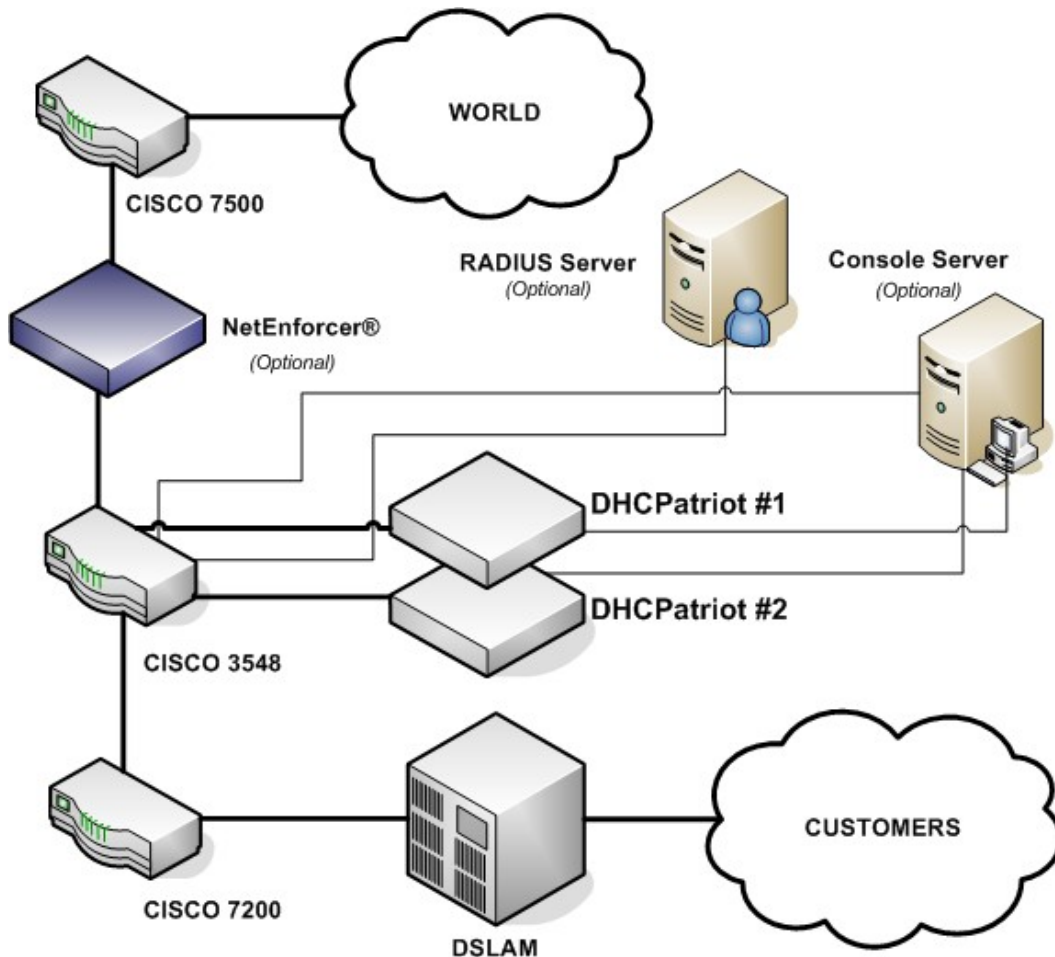 WORLD
CISCO 7500
RADIUS Server
(Optional)
Console Server
(Optional)
NetEnforcer®
(Optional)
DHCPatriot #1
DHCPatriot #2
CISCO 3548
CUSTOMERS
CISCO 7200
DSLAM